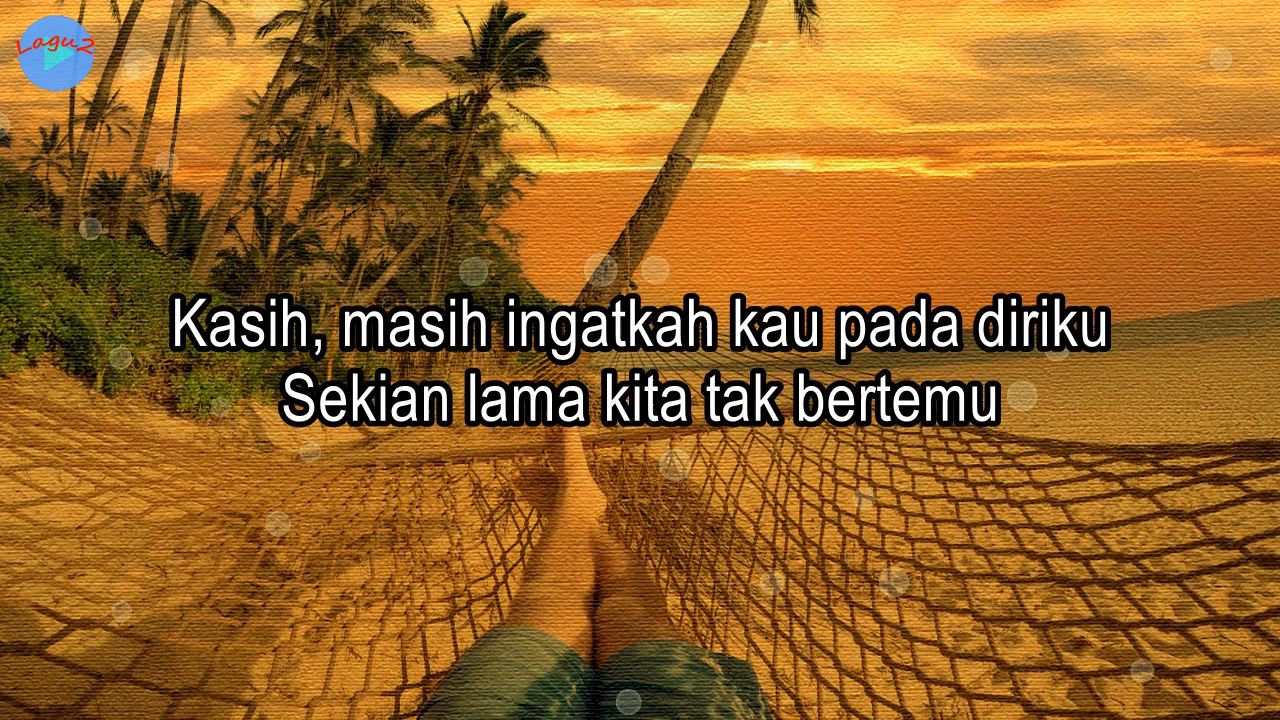 Lagu2
Kasih, masih ingatkah kau pada diriku
Sekian lama kita tak bertemu